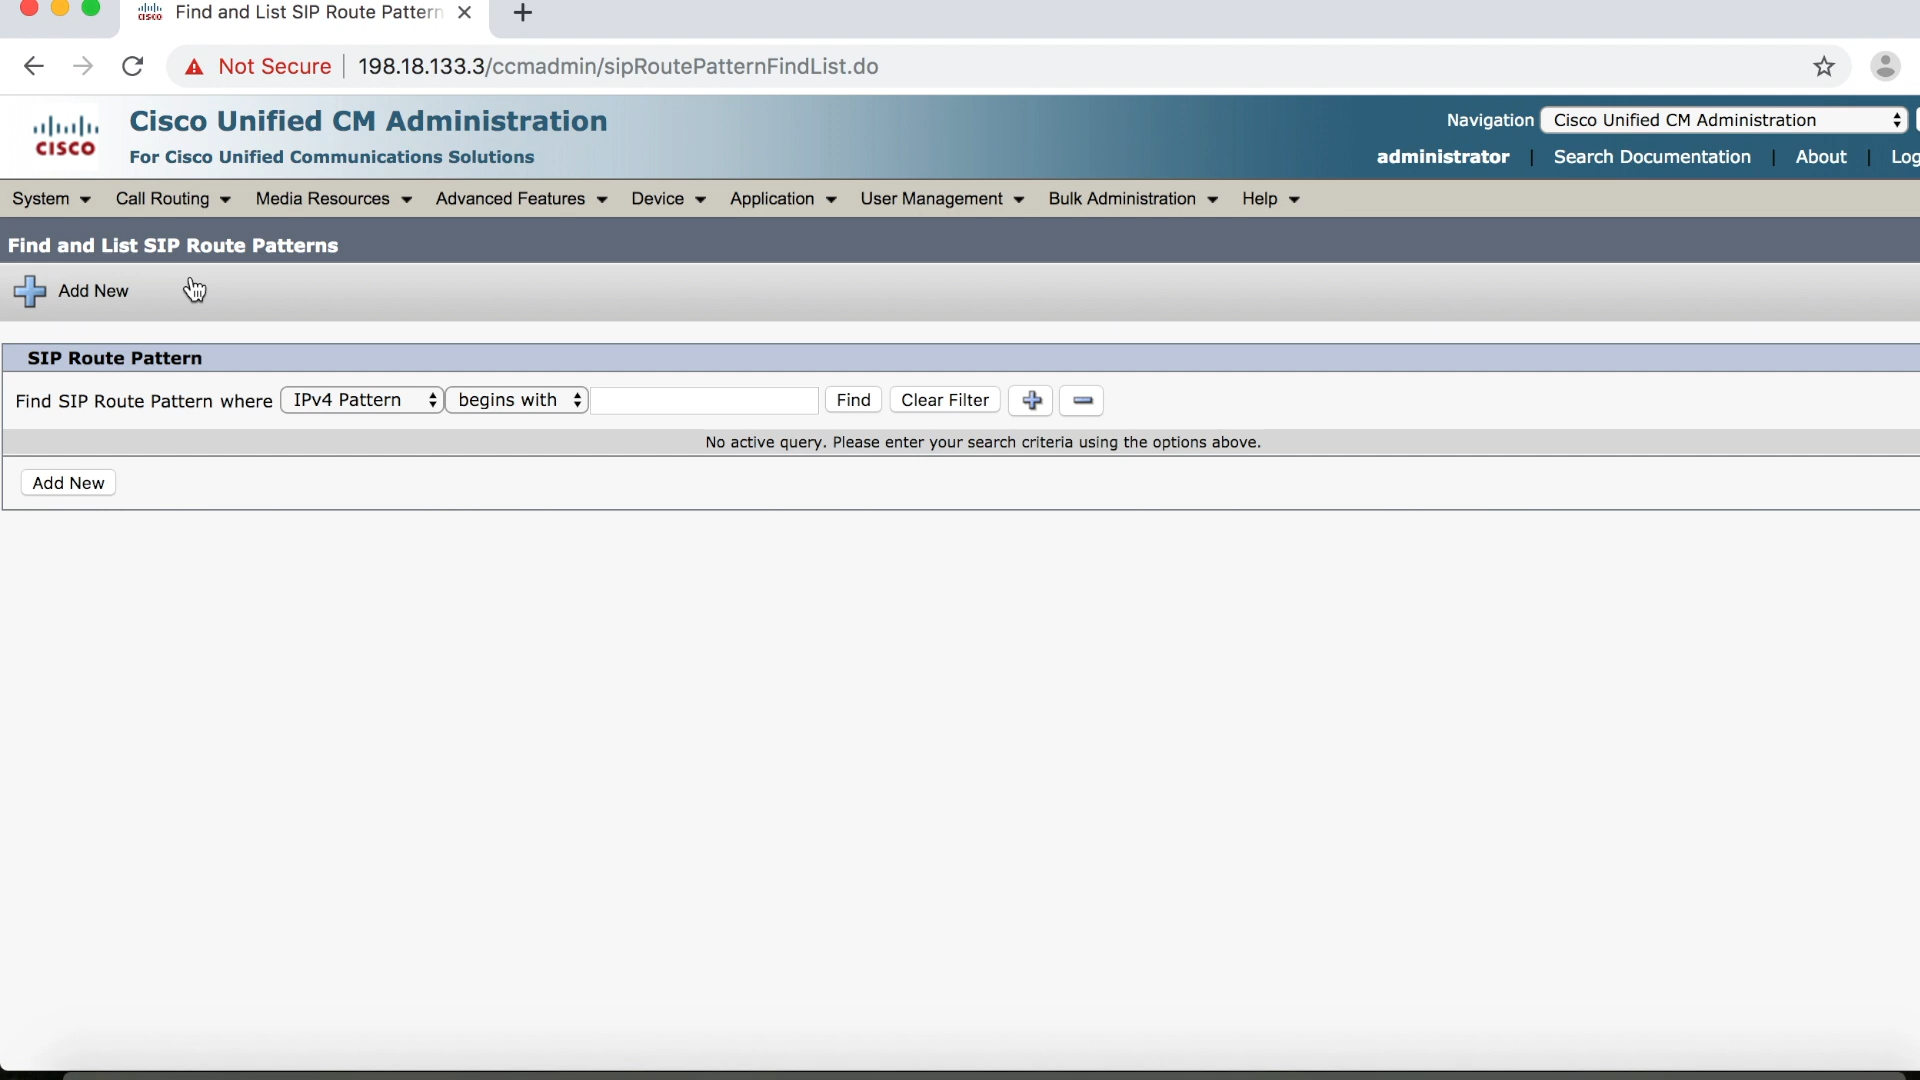 Find and List SIP Route Pattern
Not Secure 198.18.133.3/ccmadmin/sipRoutePatternFindList.do
CISCO
Cisco Unified CM Administration
For Cisco Unified Communications Solutions
Navigation Cisco Unified CM Administration
administrator | Search Documentation | About | Log
System Call Routing Media Resources Advanced Features Device Application User Management Bulk Administration Help
Find and List SIP Route Patterns
Add New
SIP Route Pattern
Find SIP Route Pattern where IPv4 Pattern begins with Find Clear Filter
No active query. Please enter your search criteria using the options above.
Add New